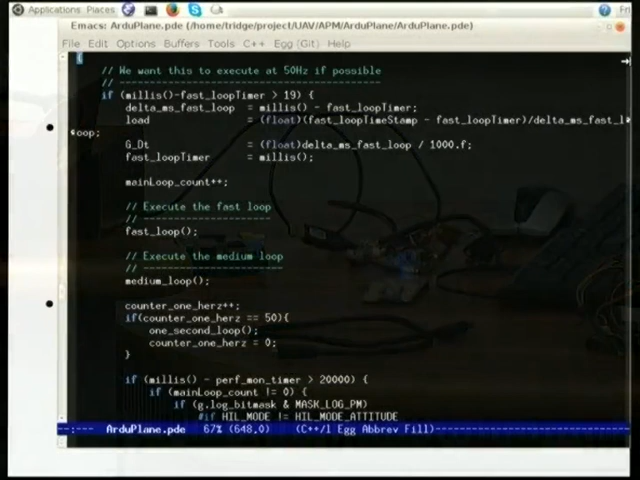 Applications Places Fri
Emacs: ArduPlane.pde (/home/tridge/project/UAV/APM/ArduPlane/ArduPlane.pde)
File Edit Options Buffers Tools C++ Egg (Git) Help
{
// We want this to execute at 50Hz if possible
// -------------------------------------------
if (millis()-fast_loopTimer > 19) {
delta_ms_fast_loop = millis() - fast_loopTimer;
load = (float)(fast_loopTimeStamp - fast_loopTimer)/delta_ms_fast_l
oop;
G_Dt = (float)delta_ms_fast_loop / 1000.f;
fast_loopTimer = millis();
mainLoop_count++;
// Execute the fast loop
// ---------------------
fast_loop();
// Execute the medium loop
// -----------------------
medium_loop();
counter_one_herz++;
if(counter_one_herz == 50){
one_second_loop();
counter_one_herz = 0;
}
if (millis() - perf_mon_timer > 20000) {
if (mainLoop_count != 0) {
if (g.log_bitmask & MASK_LOG_PM)
#if HIL_MODE != HIL_MODE_ATTITUDE
-:--- ArduPlane.pde 67% (648,0) (C++/l Egg Abbrev Fill)